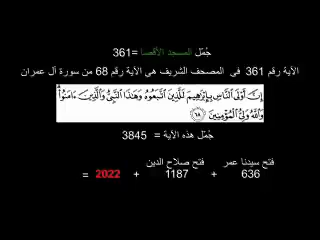 جُمّل المسجد الأقصا =361
الآية رقم 361 في المصحف الشريف هي الآية رقم 68 من سورة آل عمران
إِنَّ أَوْلَى النَّاسِ بِإِبْرَاهِيمَ لَلَّذِينَ اتَّبَعُوهُ وَهَٰذَا النَّبِيُّ وَالَّذِينَ ءَامَنُوا۟ ۗ
وَاللَّهُ وَلِيُّ الْمُؤْمِنِينَ ٦٨
جُمّل هذه الآية = 3845
فتح سيدنا عمر فتح صلاح الدين
636 + 1187 + 2022 =